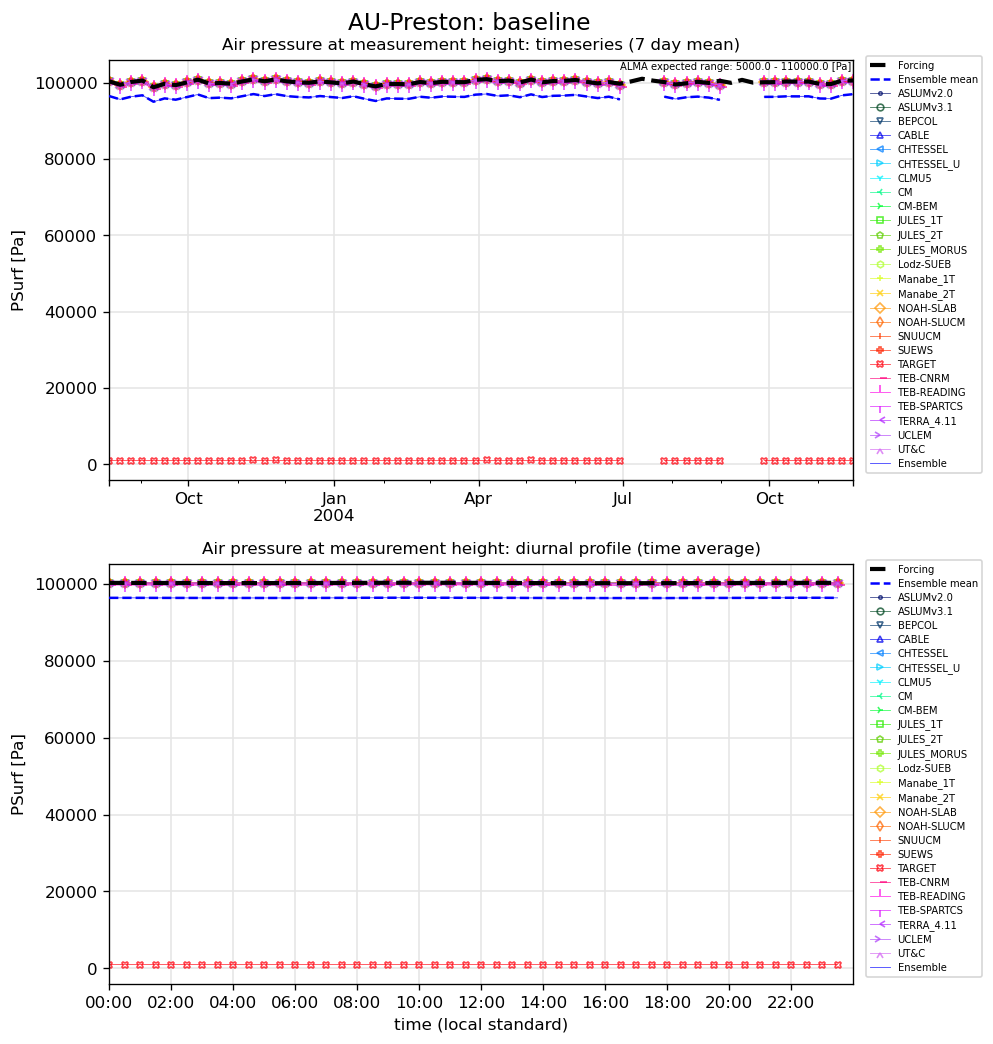 AU-Preston: baseline
Air pressure at measurement height: timeseries (7 day mean)
ALMA expected range: 5000.0 - 110000.0 [Pa]
PSurf [Pa]
100000
80000
60000
40000
20000
0
Oct
Jan
2004
Apr
Jul
Oct
Forcing
Ensemble mean
ASLUMv2.0
ASLUMv3.1
BEPCOL
CABLE
CHTESSEL
CHTESSEL_U
CLMU5
CM
CM-BEM
JULES_1T
JULES_2T
JULES_MORUS
Lodz-SUEB
Manabe_1T
Manabe_2T
NOAH-SLAB
NOAH-SLUCM
SNUUCM
SUEWS
TARGET
TEB-CNRM
TEB-READING
TEB-SPARTCS
TERRA_4.11
UCLEM
UT&C
Ensemble
Air pressure at measurement height: diurnal profile (time average)
PSurf [Pa]
100000
80000
60000
40000
20000
0
00:00
02:00
04:00
06:00
08:00
10:00
12:00
14:00
16:00
18:00
20:00
22:00
time (local standard)
Forcing
Ensemble mean
ASLUMv2.0
ASLUMv3.1
BEPCOL
CABLE
CHTESSEL
CHTESSEL_U
CLMU5
CM
CM-BEM
JULES_1T
JULES_2T
JULES_MORUS
Lodz-SUEB
Manabe_1T
Manabe_2T
NOAH-SLAB
NOAH-SLUCM
SNUUCM
SUEWS
TARGET
TEB-CNRM
TEB-READING
TEB-SPARTCS
TERRA_4.11
UCLEM
UT&C
Ensemble